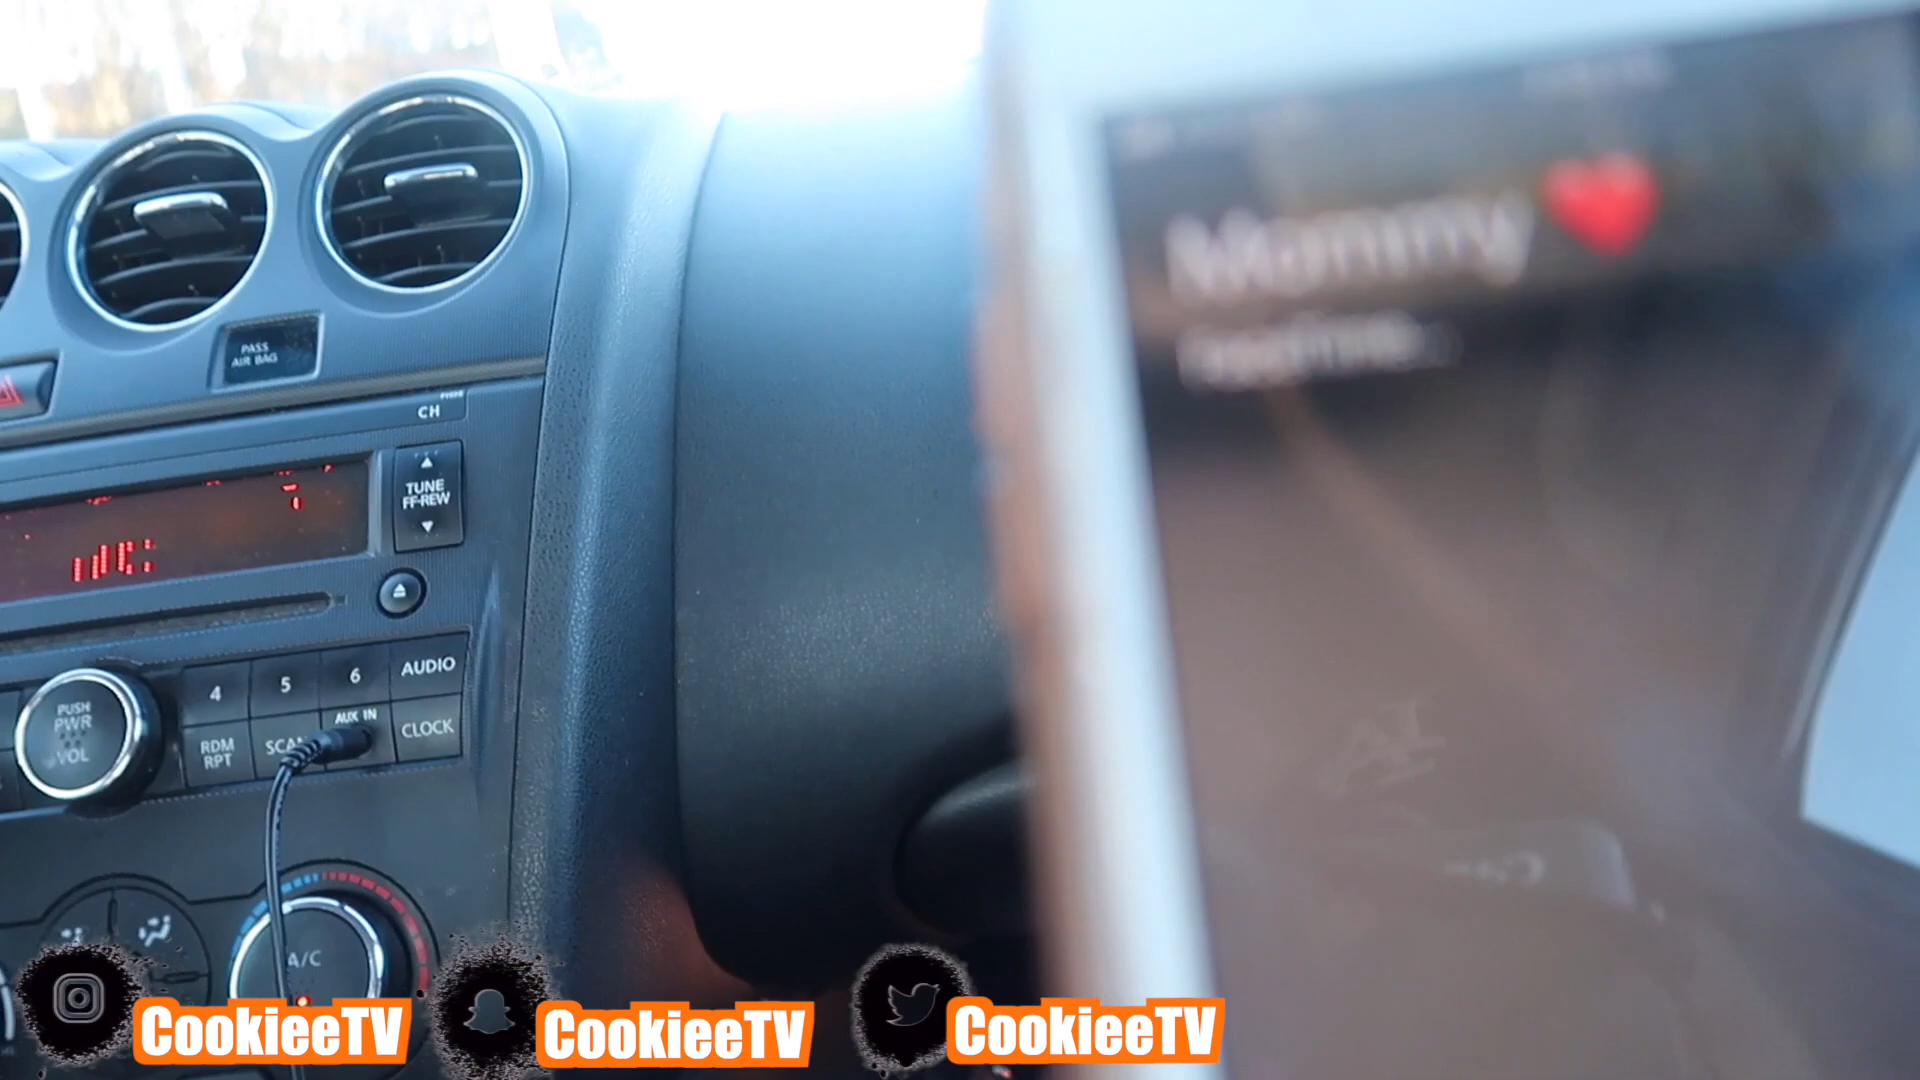 Mommy ❤️
PASS
AIR BAG
CH
TUNE
FF-REW
4
5
6
AUDIO
PUSH
PWR
VOL
RDM
RPT
SCAN
AUX IN
CLOCK
A/C
CookieeTV
CookieeTV
CookieeTV